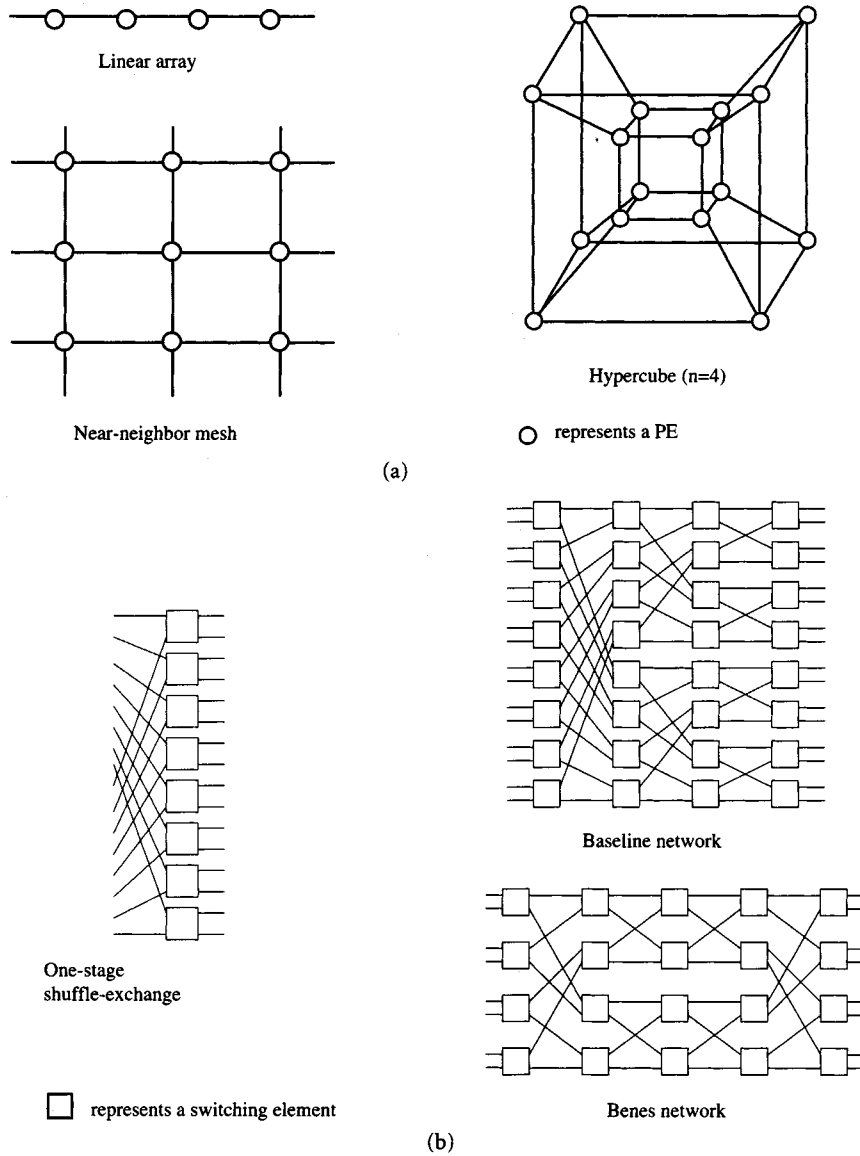 Linear array
Near-neighbor mesh
Hypercube (n=4)
represents a PE
(a)
One-stage
shuffle-exchange
Baseline network
Benes network
represents a switching element
(b)